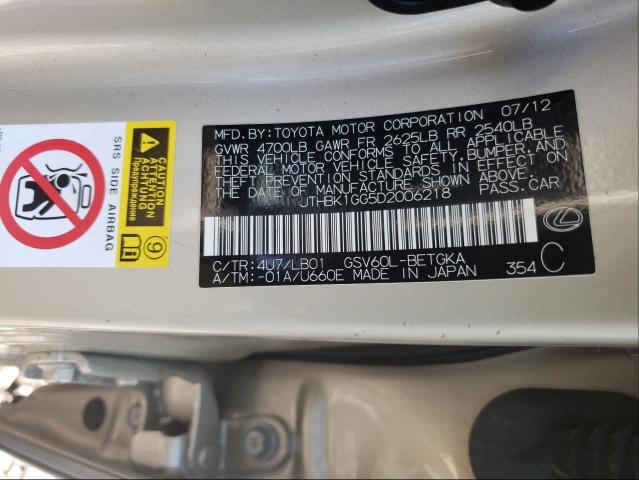 MFD.BY:TOYOTA MOTOR CORPORATION 07/12
GVWR 4700LB GAWR FR 2625LB RR 2540LB
THIS VEHICLE CONFORMS TO ALL APPLICABLE
FEDERAL MOTOR VEHICLE SAFETY,BUMPER,AND
THEFT PREVENTION STANDARDS IN EFFECT ON
THE DATE OF MANUFACTURE SHOWN ABOVE.
JTHBK1GG5D2006218 PASS.CAR
C/TR:4U7/LB01 GSV60L-BETGKA
A/TM:-01A/U660E MADE IN JAPAN 354 C
CAUTION
ATTENTION
ACHTUNG
Предупреждение
SRS SIDE AIRBAG
9